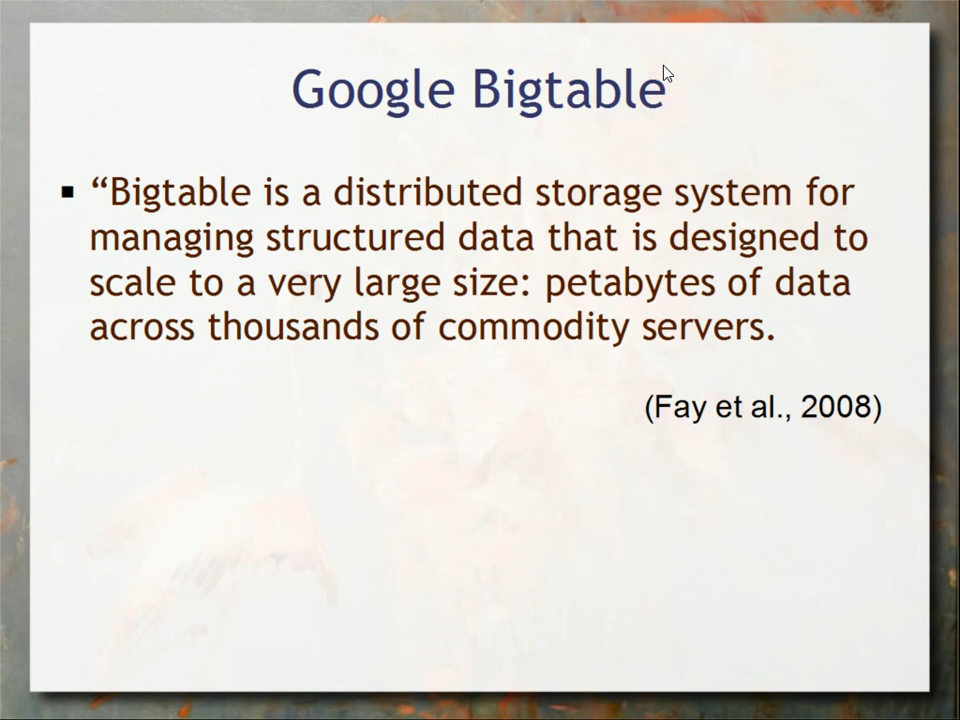 Google Bigtable
▪ “Bigtable is a distributed storage system for
managing structured data that is designed to
scale to a very large size: petabytes of data
across thousands of commodity servers.
(Fay et al., 2008)